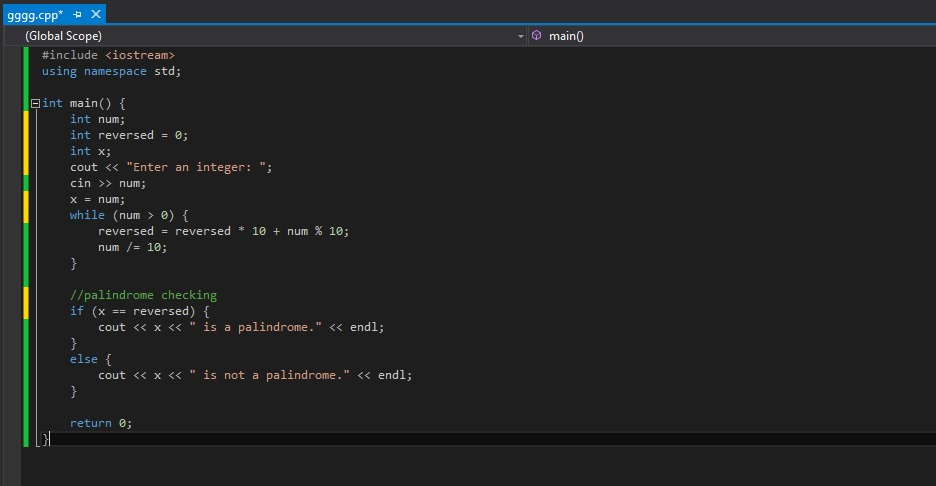 gggg.cpp*
(Global Scope) main()
#include <iostream>
using namespace std;
int main() {
int num;
int reversed = 0;
int x;
cout << "Enter an integer: ";
cin >> num;
x = num;
while (num > 0) {
reversed = reversed * 10 + num % 10;
num /= 10;
}
//palindrome checking
if (x == reversed) {
cout << x << " is a palindrome." << endl;
}
else {
cout << x << " is not a palindrome." << endl;
}
return 0;
}